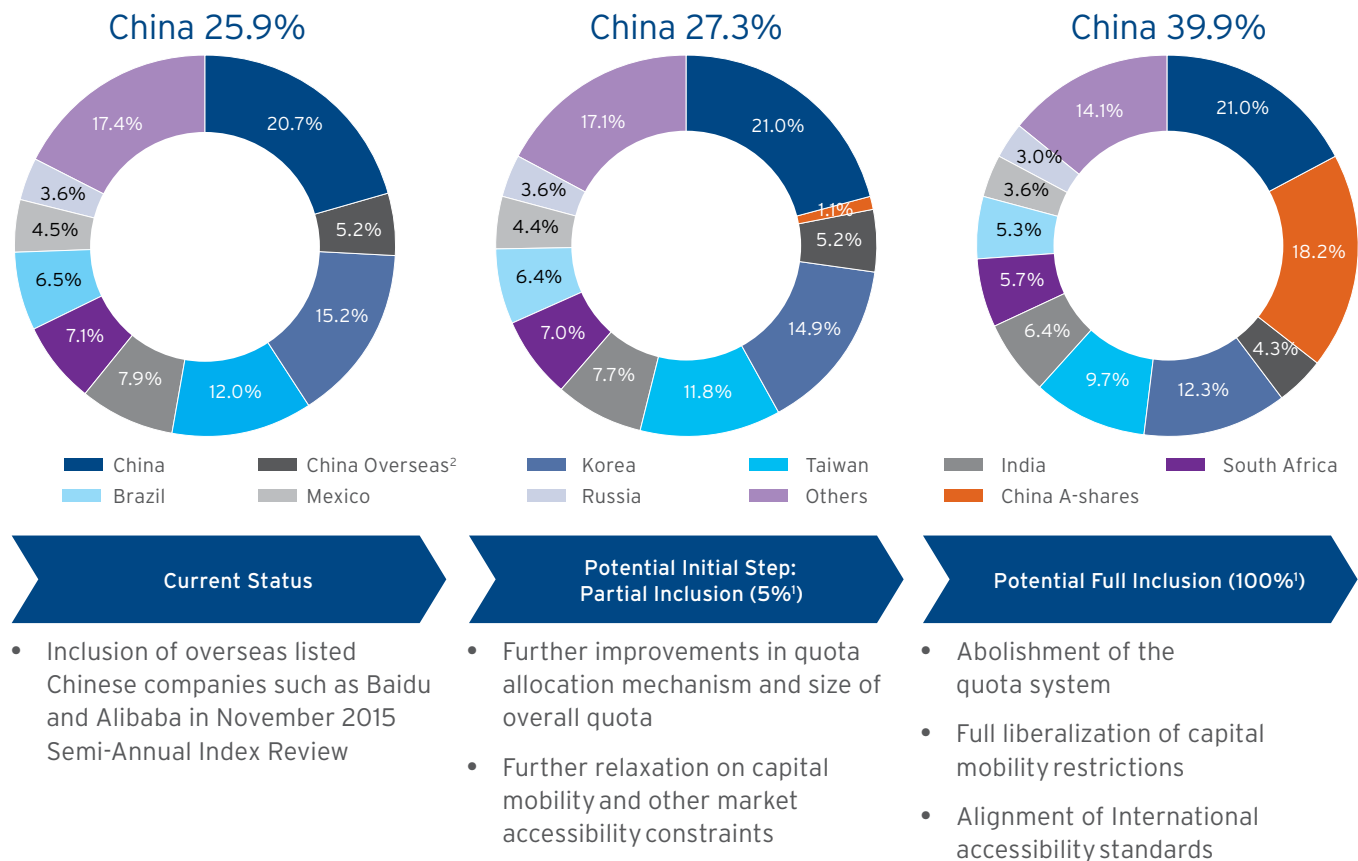 China 25.9%
China 27.3%
China 39.9%
20.7%
5.2%
15.2%
12.0%
7.9%
7.1%
6.5%
4.5%
3.6%
17.4%
21.0%
1.1%
5.2%
14.9%
11.8%
7.7%
7.0%
6.4%
4.4%
3.6%
17.1%
21.0%
18.2%
4.3%
12.3%
9.7%
6.4%
5.7%
5.3%
3.6%
3.0%
14.1%
China
China Overseas²
Korea
Taiwan
India
South Africa
Brazil
Mexico
Russia
Others
China A-shares
Current Status
• Inclusion of overseas listed
Chinese companies such as Baidu
and Alibaba in November 2015
Semi-Annual Index Review
Potential Initial Step:
Partial Inclusion (5%¹)
• Further improvements in quota
allocation mechanism and size of
overall quota
• Further relaxation on capital
mobility and other market
accessibility constraints
Potential Full Inclusion (100%¹)
• Abolishment of the
quota system
• Full liberalization of capital
mobility restrictions
• Alignment of International
accessibility standards